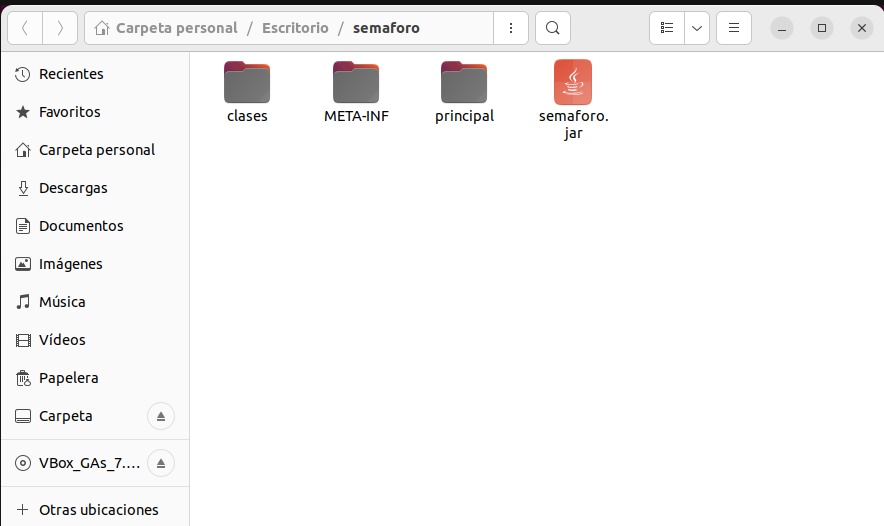 Carpeta personal / Escritorio / semaforo
Recientes
Favoritos
Carpeta personal
Descargas
Documentos
Imágenes
Música
Vídeos
Papelera
Carpeta
VBox_GAs_7....
Otras ubicaciones
clases
META-INF
principal
semaforo.
jar